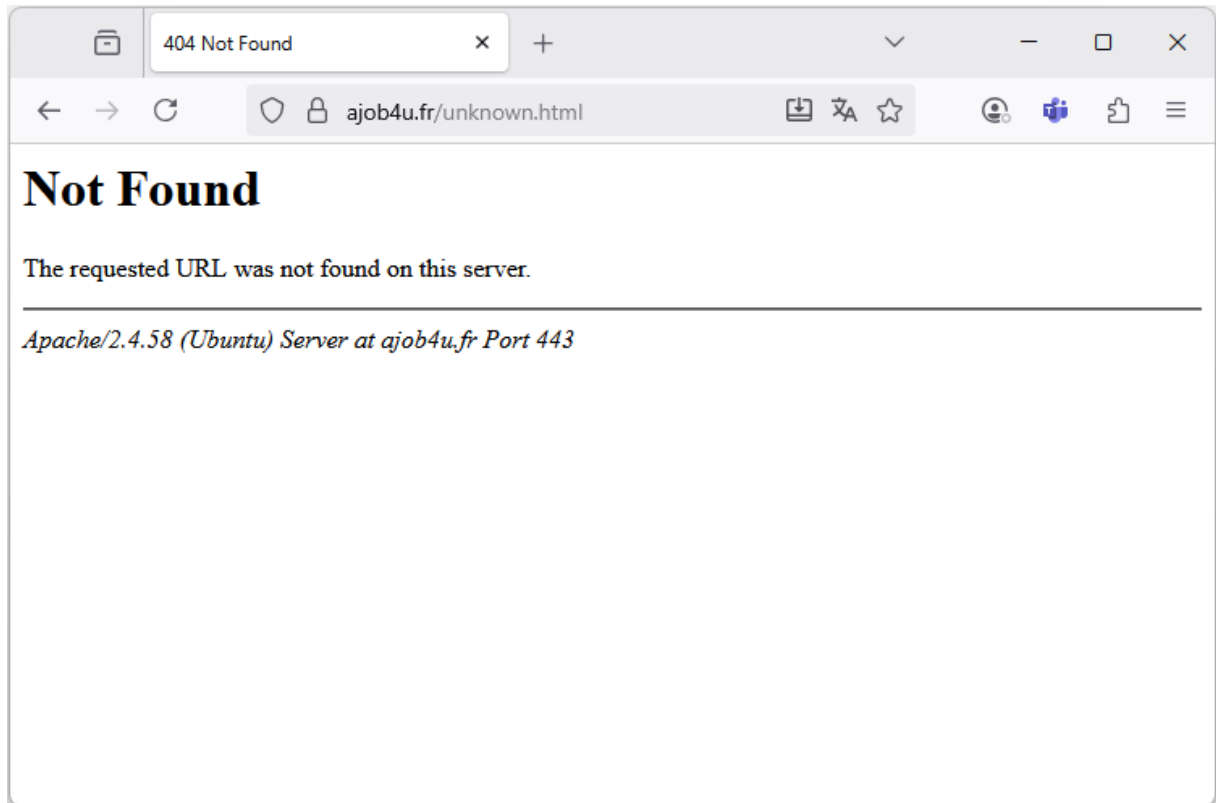 404 Not Found
ajob4u.fr/unknown.html
Not Found
The requested URL was not found on this server.
Apache/2.4.58 (Ubuntu) Server at ajob4u.fr Port 443